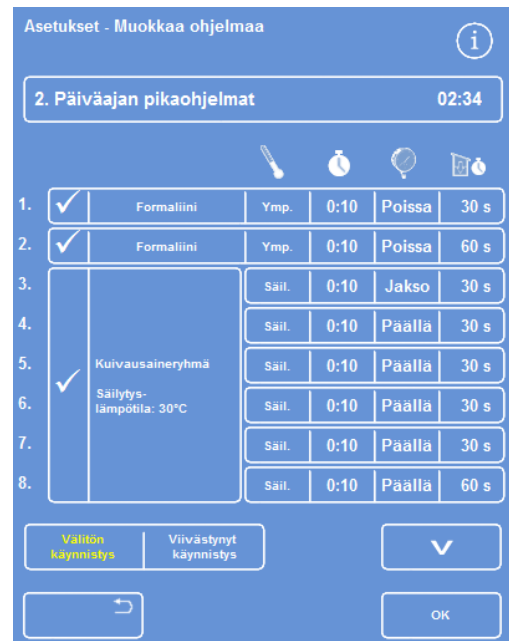 Asetukset - Muokkaa ohjelmaa
i
2. Päiväajan pikaohjelmat 02:34
1. Formaliini Ymp. 0:10 Poissa 30 s
2. Formaliini Ymp. 0:10 Poissa 60 s
3. Säil. 0:10 Jakso 30 s
4. Säil. 0:10 Päällä 30 s
5. Kuivausaineryhmä Säil. 0:10 Päällä 30 s
Säilytys-
6. lämpötila: 30°C Säil. 0:10 Päällä 30 s
7. Säil. 0:10 Päällä 30 s
8. Säil. 0:10 Päällä 60 s
Välitön Viivästynyt
käynnistys käynnistys
OK